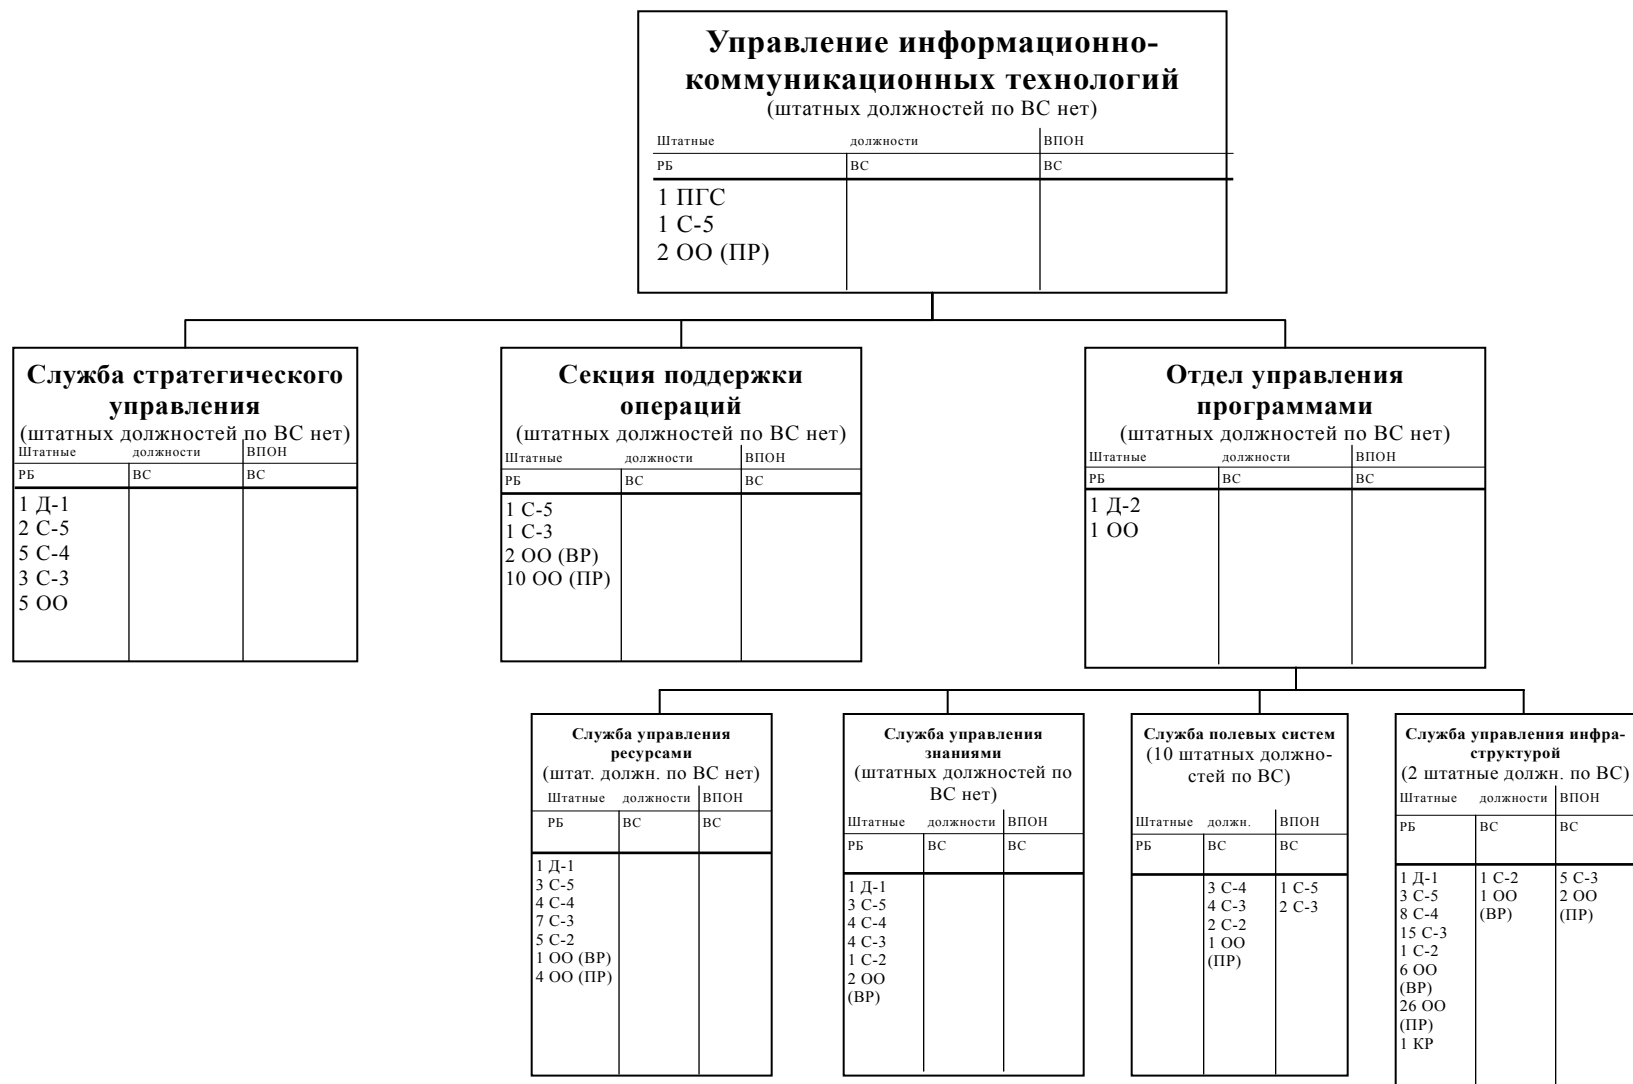 Управление информационно-
коммуникационных технологий
(штатных должностей по ВС нет)
Штатные должности ВПОН
РБ ВС ВС
1 ПГС
1 С-5
2 ОО (ПР)
Служба стратегического
управления
(штатных должностей по ВС нет)
Штатные должности ВПОН
РБ ВС ВС
1 Д-1
2 С-5
5 С-4
3 С-3
5 ОО
Секция поддержки
операций
(штатных должностей по ВС нет)
Штатные должности ВПОН
РБ ВС ВС
1 С-5
1 С-3
2 ОО (ВР)
10 ОО (ПР)
Отдел управления
программами
(штатных должностей по ВС нет)
Штатные должности ВПОН
РБ ВС ВС
1 Д-2
1 ОО
Служба управления
ресурсами
(штат. должн. по ВС нет)
Штатные должности ВПОН
РБ ВС ВС
1 Д-1
3 С-5
4 С-4
7 С-3
5 С-2
1 ОО (ВР)
4 ОО (ПР)
Служба управления
знаниями
(штатных должностей по
ВС нет)
Штатные должности ВПОН
РБ ВС ВС
1 Д-1
3 С-5
4 С-4
4 С-3
1 С-2
2 ОО
(ВР)
Служба полевых систем
(10 штатных должно-
стей по ВС)
Штатные должн. ВПОН
РБ ВС ВС
3 С-4 1 С-5
4 С-3 2 С-3
2 С-2
1 ОО
(ПР)
Служба управления инфра-
структурой
(2 штатные должн. по ВС)
Штатные должности ВПОН
РБ ВС ВС
1 Д-1 1 С-2 5 С-3
3 С-5 1 ОО 2 ОО
8 С-4 (ВР) (ПР)
15 С-3
1 С-2
6 ОО
(ВР)
26 ОО
(ПР)
1 КР